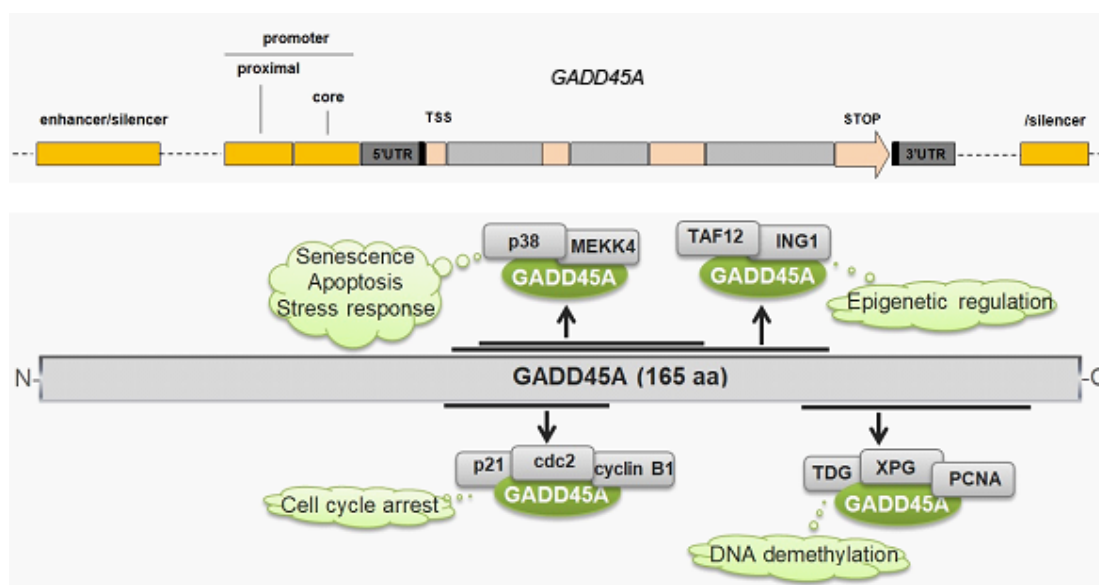 promoter
proximal
GADD45A
core
enhancer/silencer
TSS
STOP
/silencer
5'UTR
3'UTR
p38
MEKK4
GADD45A
TAF12
ING1
GADD45A
Senescence
Apoptosis
Stress response
Epigenetic regulation
N-
GADD45A (165 aa)
-C
p21
cdc2
cyclin B1
GADD45A
Cell cycle arrest
TDG
XPG
PCNA
GADD45A
DNA demethylation